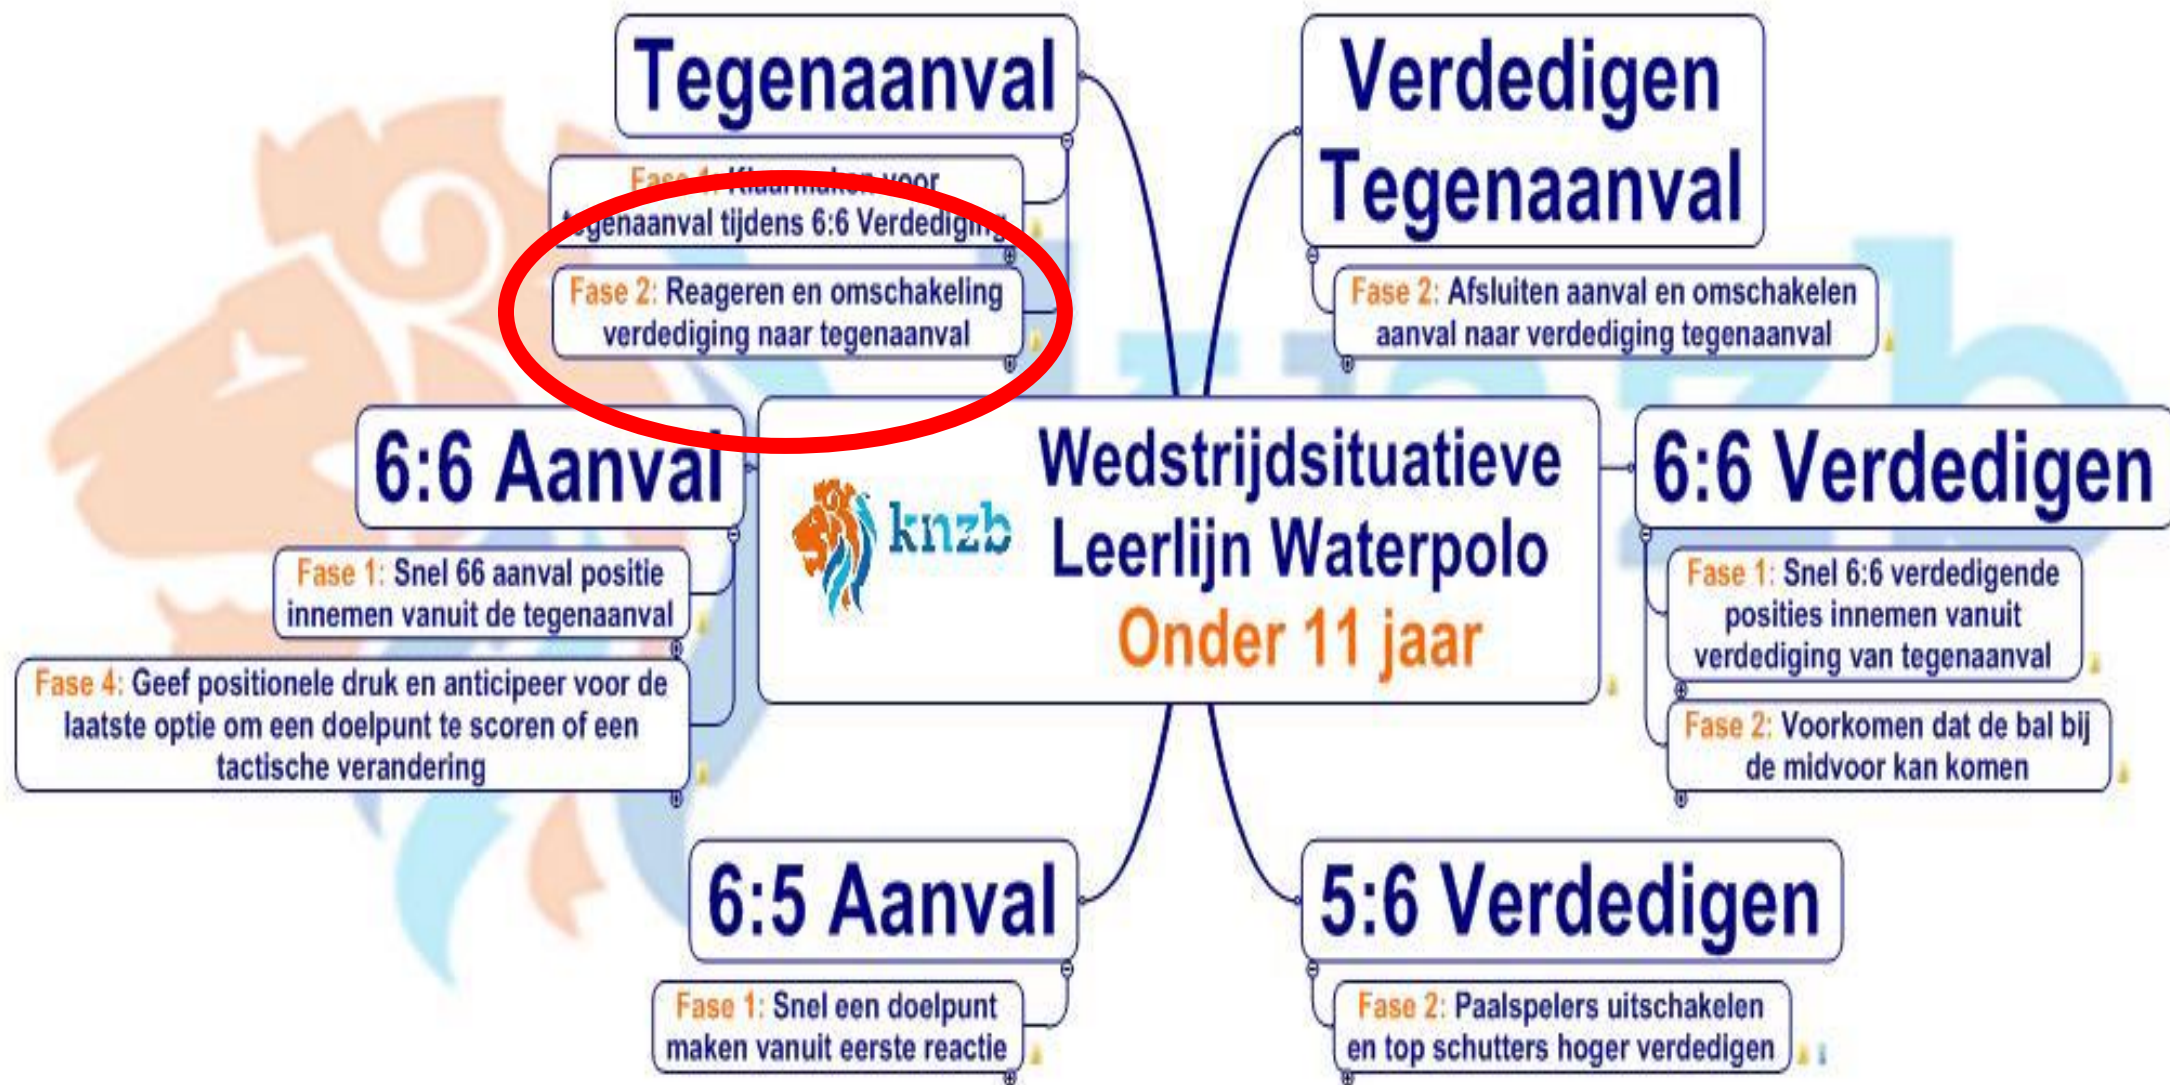 Tegenaanval
Fase 1: Klaarmaken voor
tegenaanval tijdens 6:6 Verdediging
Fase 2: Reageren en omschakeling
verdediging naar tegenaanval
Verdedigen
Tegenaanval
Fase 2: Afsluiten aanval en omschakelen
aanval naar verdediging tegenaanval
6:6 Aanval
Fase 1: Snel 66 aanval positie
innemen vanuit de tegenaanval
Fase 4: Geef positionele druk en anticipeer voor de
laatste optie om een doelpunt te scoren of een
tactische verandering
knzb
Wedstrijdsituatieve
Leerlijn Waterpolo
Onder 11 jaar
6:6 Verdedigen
Fase 1: Snel 6:6 verdedigende
posities innemen vanuit
verdediging van tegenaanval
Fase 2: Voorkomen dat de bal bij
de midvoor kan komen
6:5 Aanval
Fase 1: Snel een doelpunt
maken vanuit eerste reactie
5:6 Verdedigen
Fase 2: Paalspelers uitschakelen
en top schutters hoger verdedigen
knzb